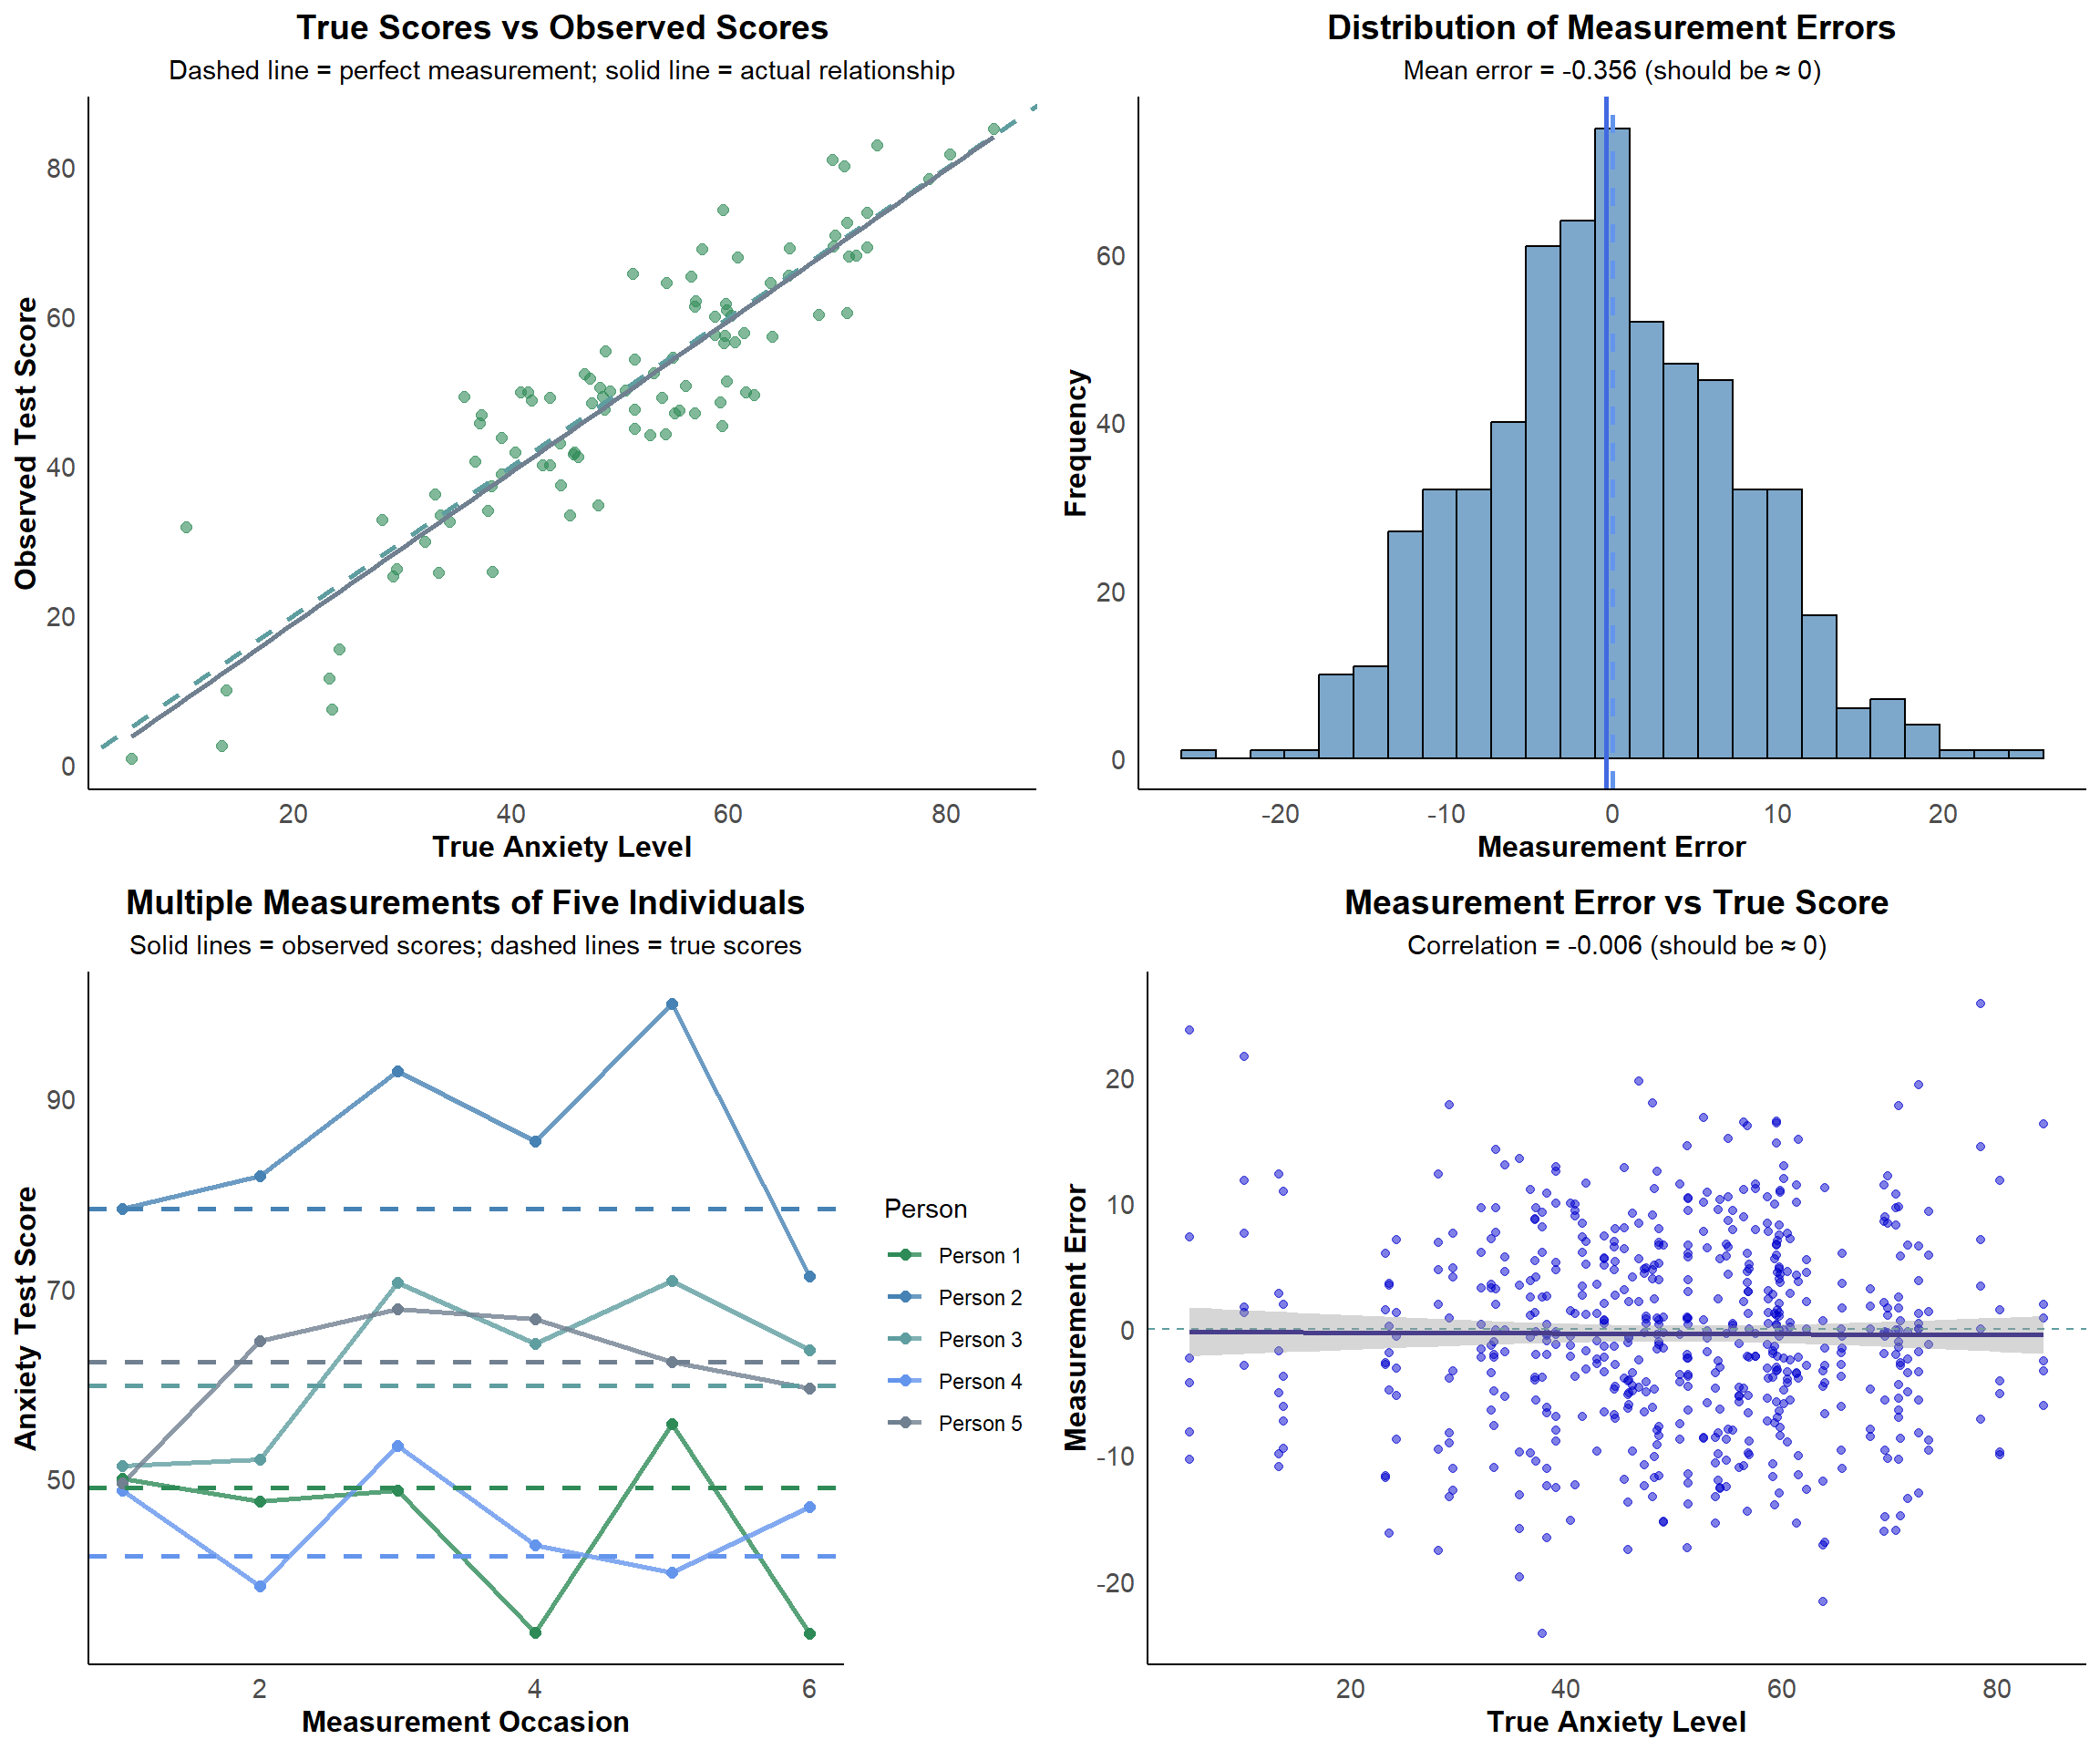 True Scores vs Observed Scores
Dashed line = perfect measurement; solid line = actual relationship
Observed Test Score
80
60
40
20
0
20 40 60 80
True Anxiety Level
Distribution of Measurement Errors
Mean error = -0.356 (should be ≈ 0)
Frequency
60
40
20
0
-20 -10 0 10 20
Measurement Error
Multiple Measurements of Five Individuals
Solid lines = observed scores; dashed lines = true scores
Anxiety Test Score
90
70
50
2 4 6
Measurement Occasion
Person
Person 1
Person 2
Person 3
Person 4
Person 5
Measurement Error vs True Score
Correlation = -0.006 (should be ≈ 0)
Measurement Error
20
10
0
-10
-20
20 40 60 80
True Anxiety Level